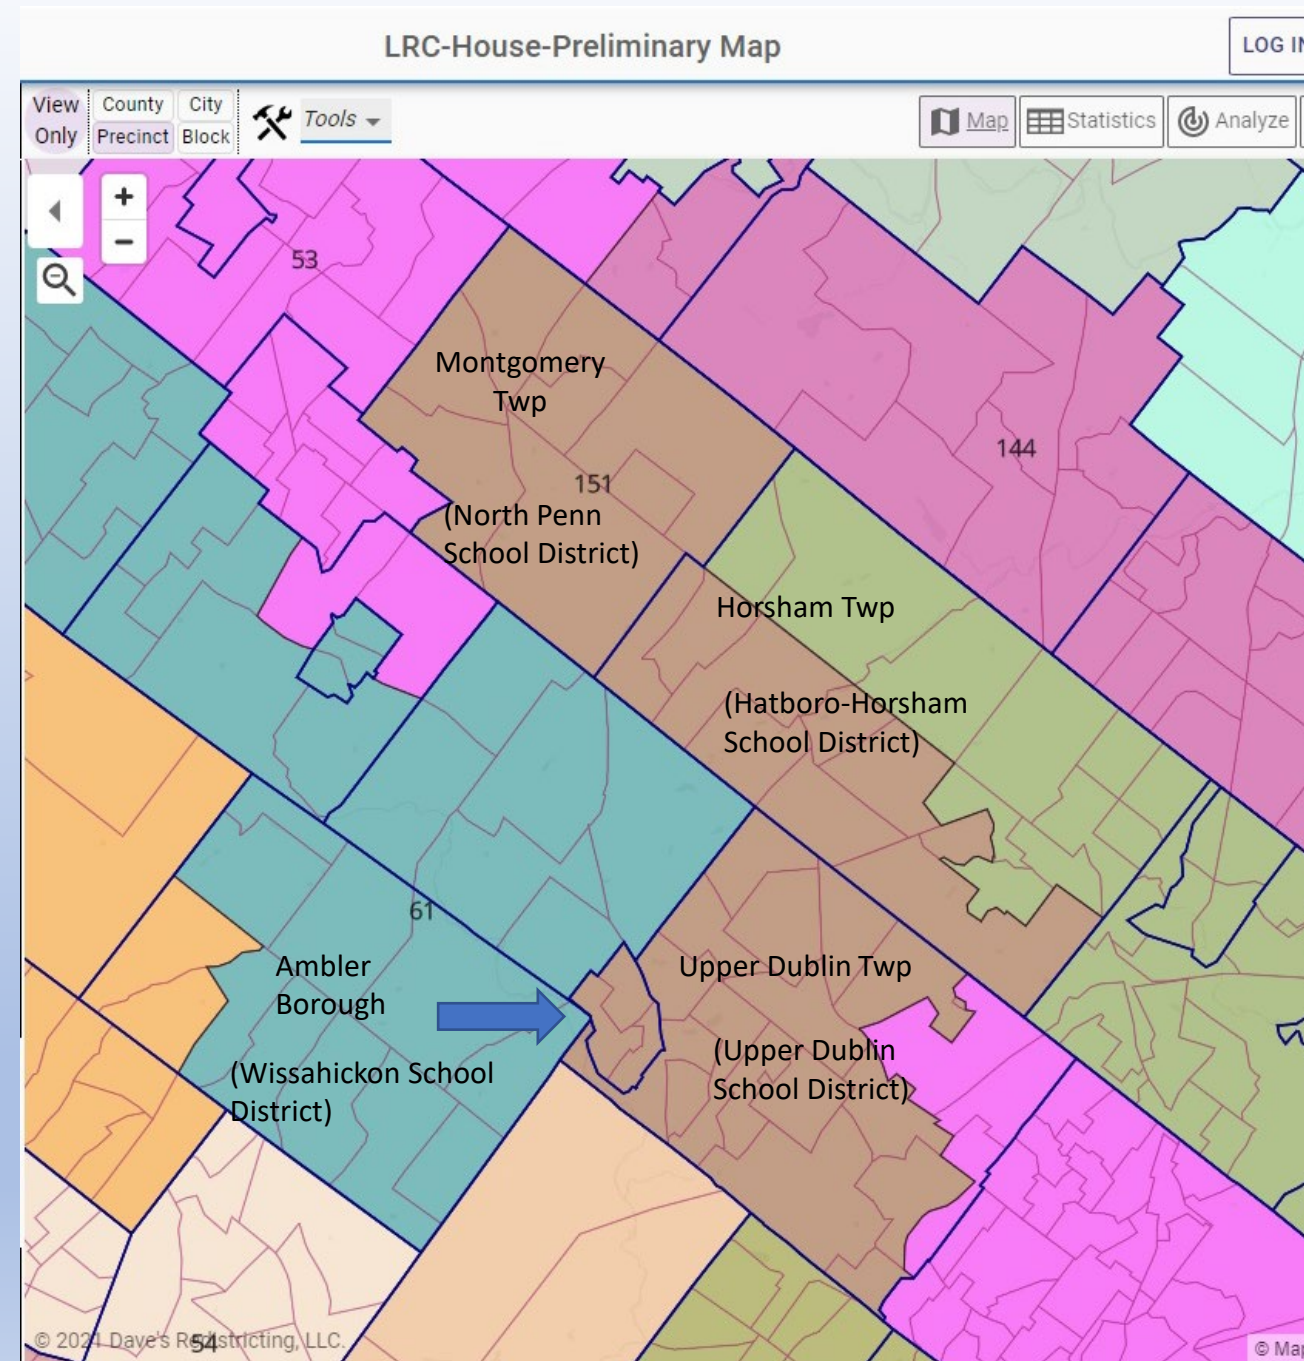 LRC-House-Preliminary Map
LOG IN
View Only
County
City
Precinct
Block
Tools
Map
Statistics
Analyze
+
−
53
Montgomery
Twp
144
151
(North Penn
School District)
Horsham Twp
(Hatboro-Horsham
School District)
61
Ambler
Borough
Upper Dublin Twp
(Wissahickon School
District)
(Upper Dublin
School District)
54
© 2021 Dave's Redistricting, LLC.
© Map